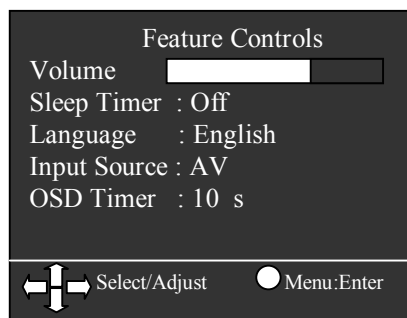 Feature Controls
Volume
Sleep Timer : Off
Language : English
Input Source : AV
OSD Timer : 10 s
Select/Adjust Menu:Enter